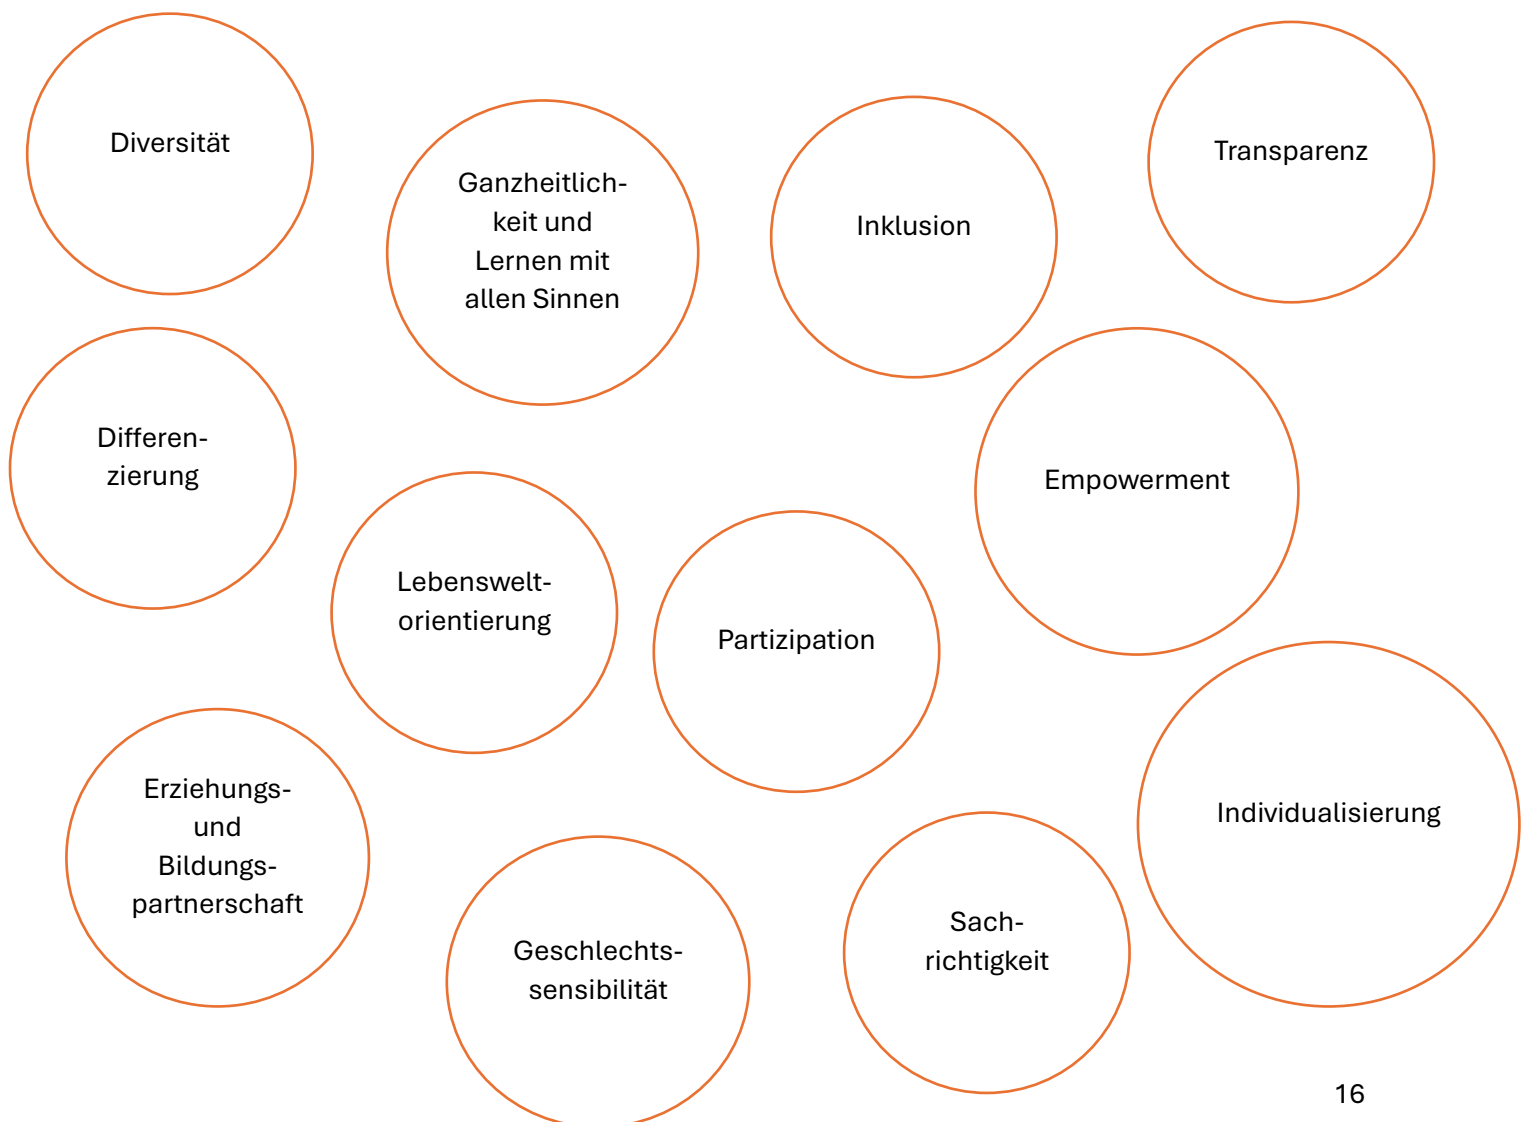 Diversität
Ganzheitlich-
keit und
Lernen mit
allen Sinnen
Inklusion
Transparenz
Differen-
zierung
Lebenswelt-
orientierung
Partizipation
Empowerment
Erziehungs-
und
Bildungs-
partnerschaft
Geschlechts-
sensibilität
Sach-
richtigkeit
Individualisierung
16